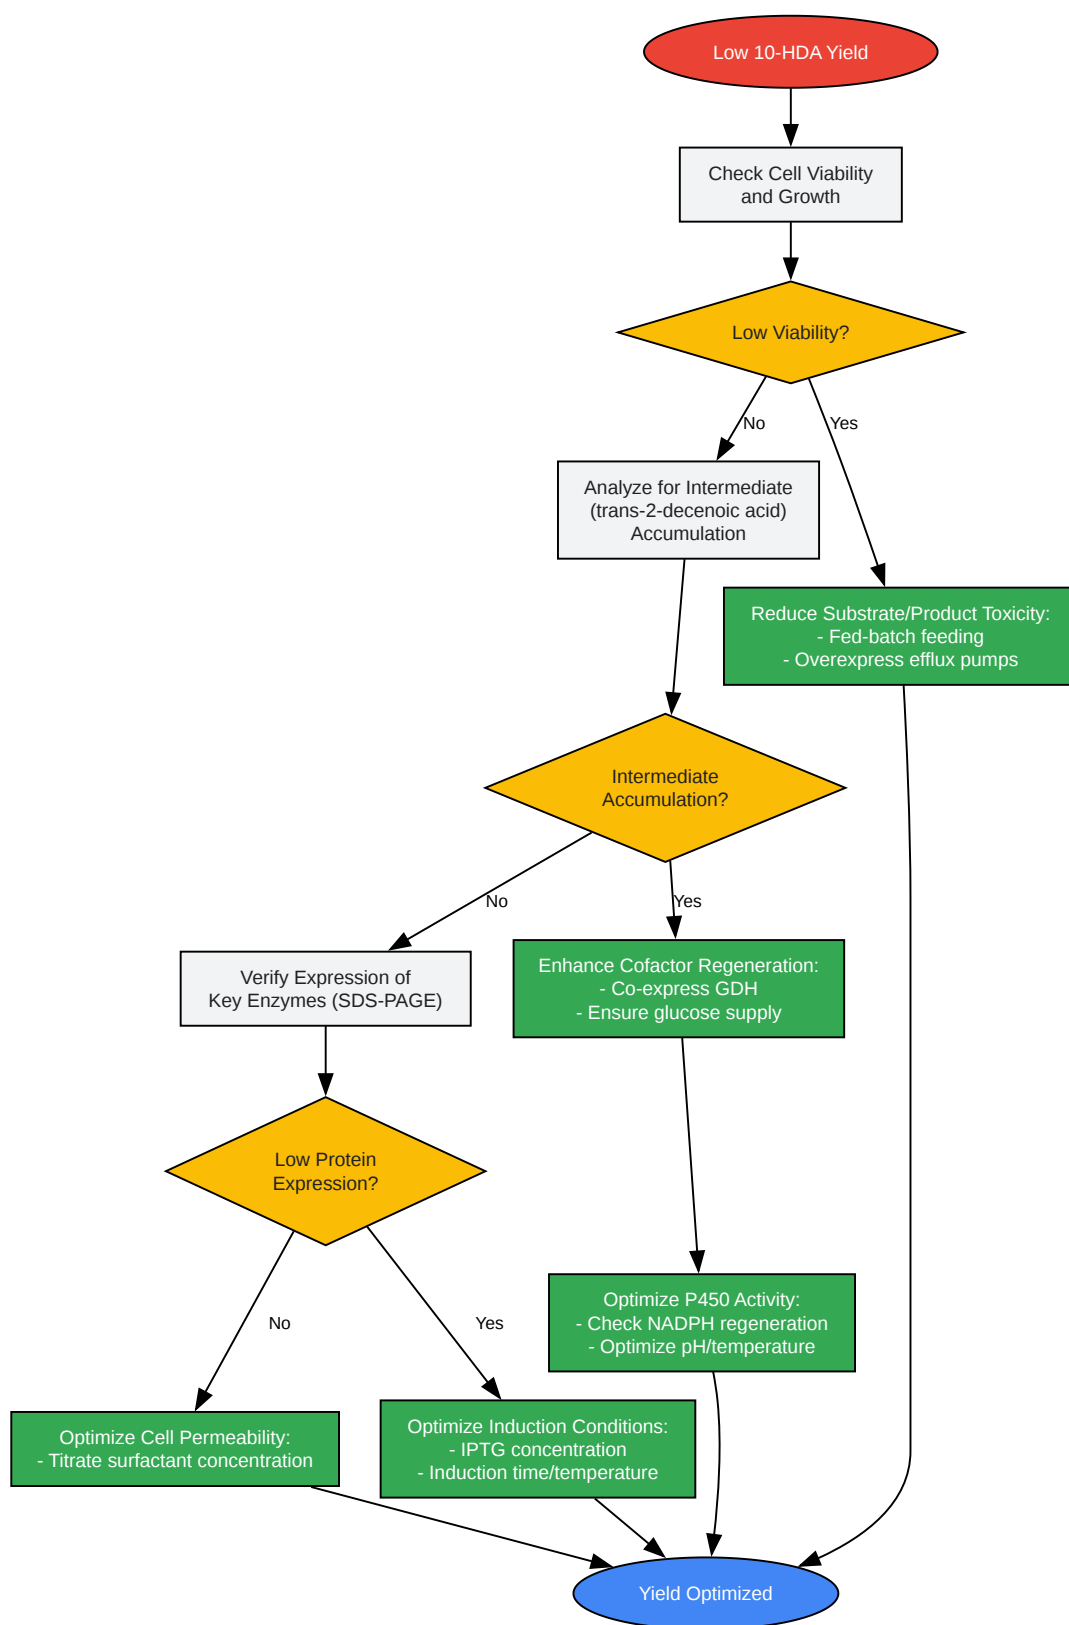 Low 10-HDA Yield
Check Cell Viability
and Growth
Low Viability?
No
Yes
Analyze for Intermediate
(trans-2-decenoic acid)
Accumulation
Reduce Substrate/Product Toxicity:
- Fed-batch feeding
- Overexpress efflux pumps
Intermediate
Accumulation?
No
Yes
Verify Expression of
Key Enzymes (SDS-PAGE)
Enhance Cofactor Regeneration:
- Co-express GDH
- Ensure glucose supply
Low Protein
Expression?
No
Yes
Optimize P450 Activity:
- Check NADPH regeneration
- Optimize pH/temperature
Optimize Cell Permeability:
- Titrate surfactant concentration
Optimize Induction Conditions:
- IPTG concentration
- Induction time/temperature
Yield Optimized